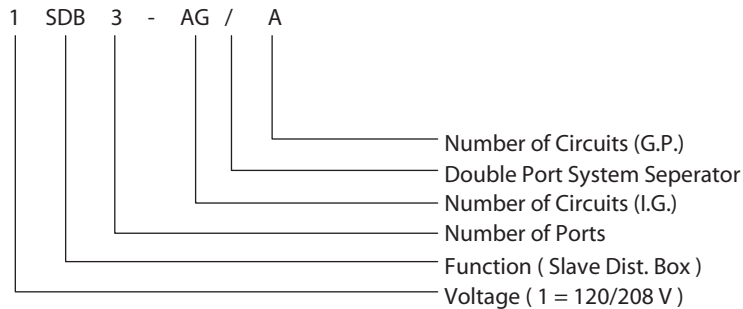 1 SDB 3 - AG / A
Number of Circuits (G.P.)
Double Port System Seperator
Number of Circuits (I.G.)
Number of Ports
Function ( Slave Dist. Box )
Voltage ( 1 = 120/208 V )